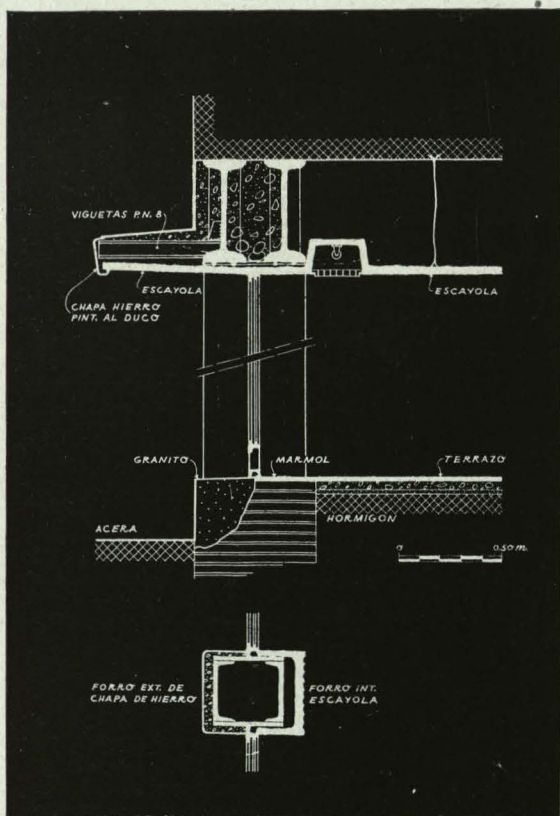 VIGUETAS P.N. 8
ESCAYOLA
ESCAYOLA
CHAPA HIERRO
PINT. AL DUCO
GRANITO
MARMOL
TERRAZO
ACERA
HORMIGON
0
0.50 m.
FORRO EXT. DE
CHAPA DE HIERRO
FORRO INT.
ESCAYOLA